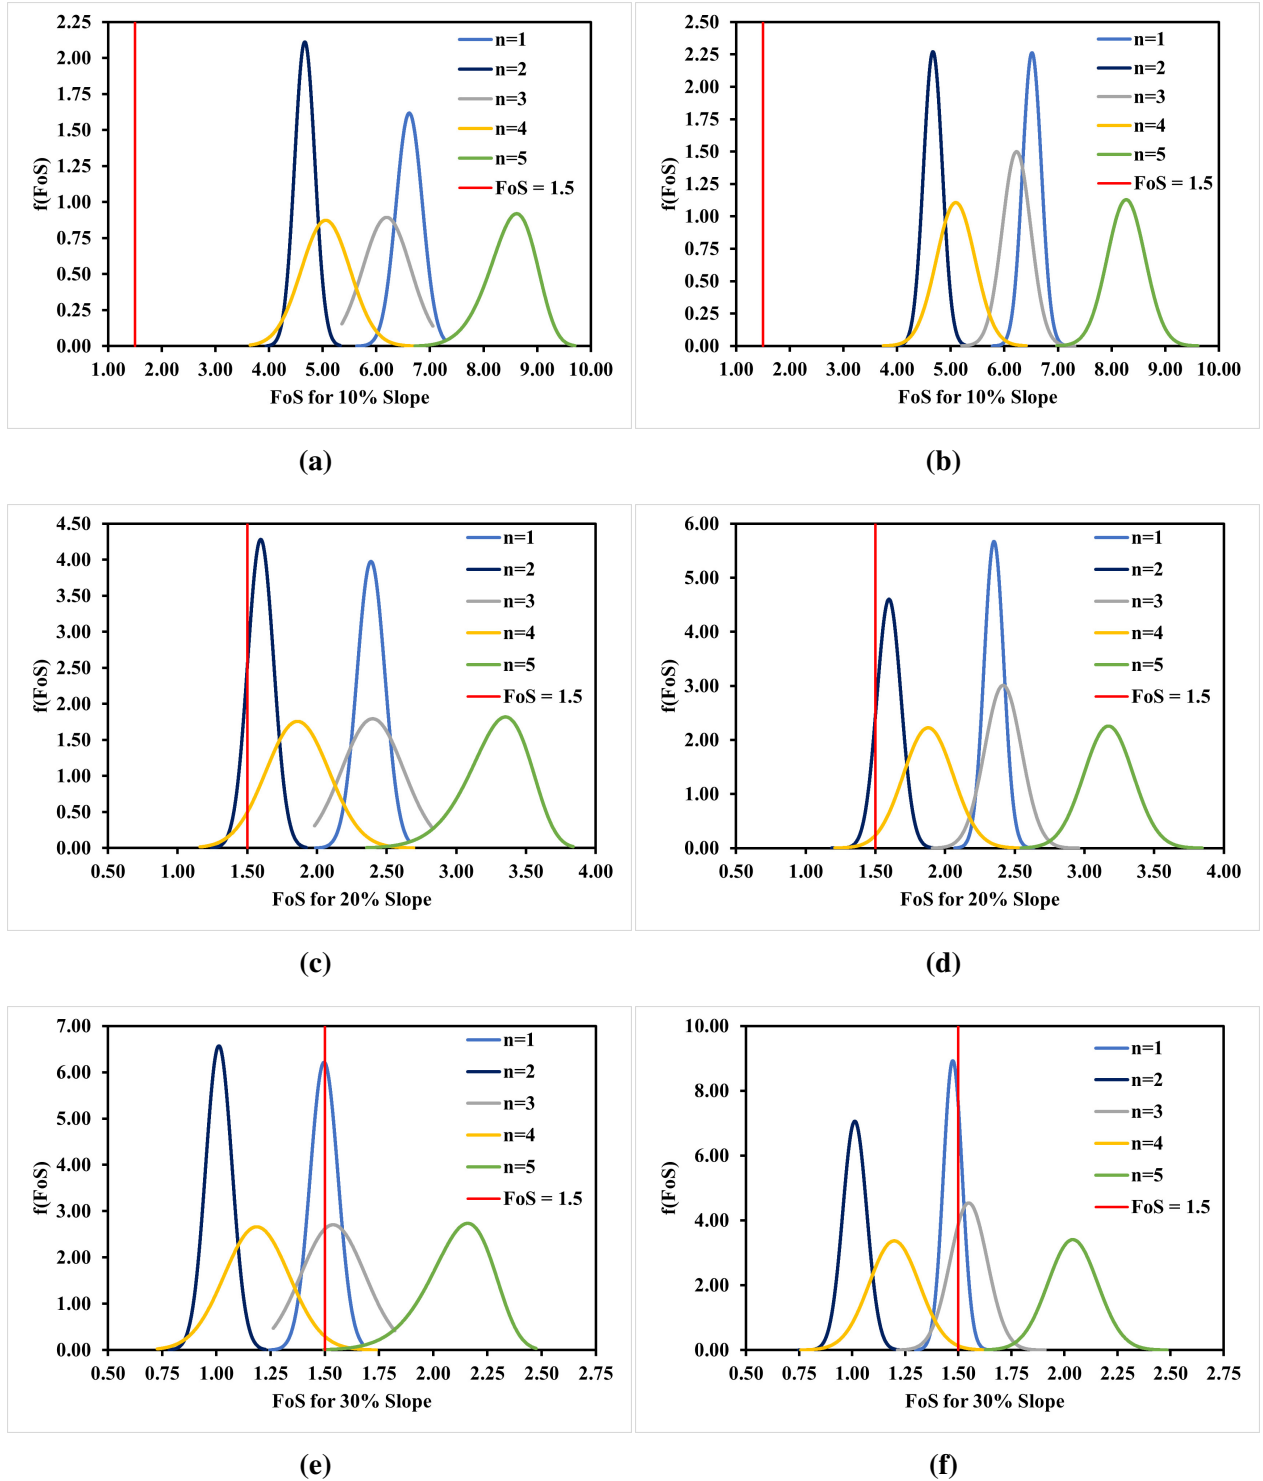 2.25
2.00
1.75
1.50
1.25
1.00
0.75
0.50
0.25
0.00
f(FoS)
n=1
n=2
n=3
n=4
n=5
FoS = 1.5
1.00 2.00 3.00 4.00 5.00 6.00 7.00 8.00 9.00 10.00
FoS for 10% Slope
(a)
2.50
2.25
2.00
1.75
1.50
1.25
1.00
0.75
0.50
0.25
0.00
f(FoS)
n=1
n=2
n=3
n=4
n=5
FoS = 1.5
1.00 2.00 3.00 4.00 5.00 6.00 7.00 8.00 9.00 10.00
FoS for 10% Slope
(b)
4.50
4.00
3.50
3.00
2.50
2.00
1.50
1.00
0.50
0.00
f(FoS)
n=1
n=2
n=3
n=4
n=5
FoS = 1.5
0.50 1.00 1.50 2.00 2.50 3.00 3.50 4.00
FoS for 20% Slope
(c)
6.00
5.00
4.00
3.00
2.00
1.00
0.00
f(FoS)
n=1
n=2
n=3
n=4
n=5
FoS = 1.5
0.50 1.00 1.50 2.00 2.50 3.00 3.50 4.00
FoS for 20% Slope
(d)
7.00
6.00
5.00
4.00
3.00
2.00
1.00
0.00
f(FoS)
n=1
n=2
n=3
n=4
n=5
FoS = 1.5
0.50 0.75 1.00 1.25 1.50 1.75 2.00 2.25 2.50 2.75
FoS for 30% Slope
(e)
10.00
8.00
6.00
4.00
2.00
0.00
f(FoS)
n=1
n=2
n=3
n=4
n=5
FoS = 1.5
0.50 0.75 1.00 1.25 1.50 1.75 2.00 2.25 2.50 2.75
FoS for 30% Slope
(f)